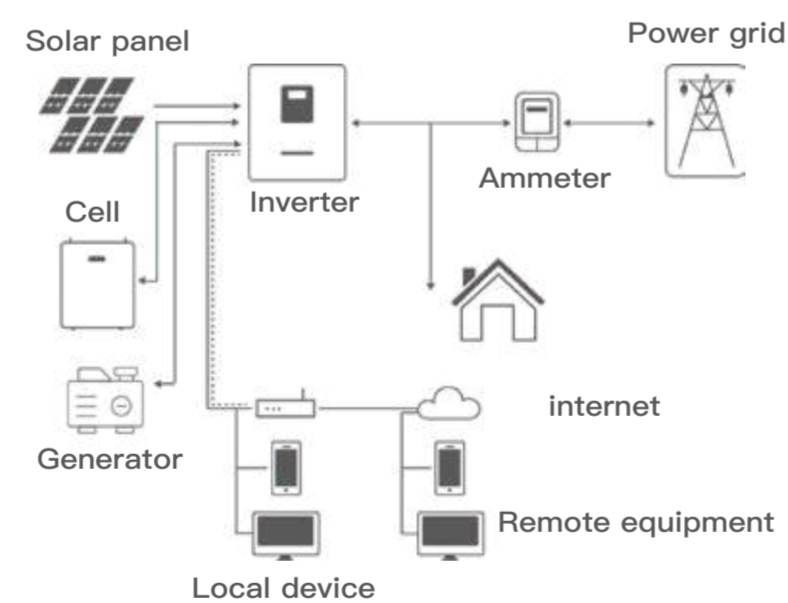 Solar panel
Power grid
Inverter
Ammeter
Cell
internet
Generator
Remote equipment
Local device